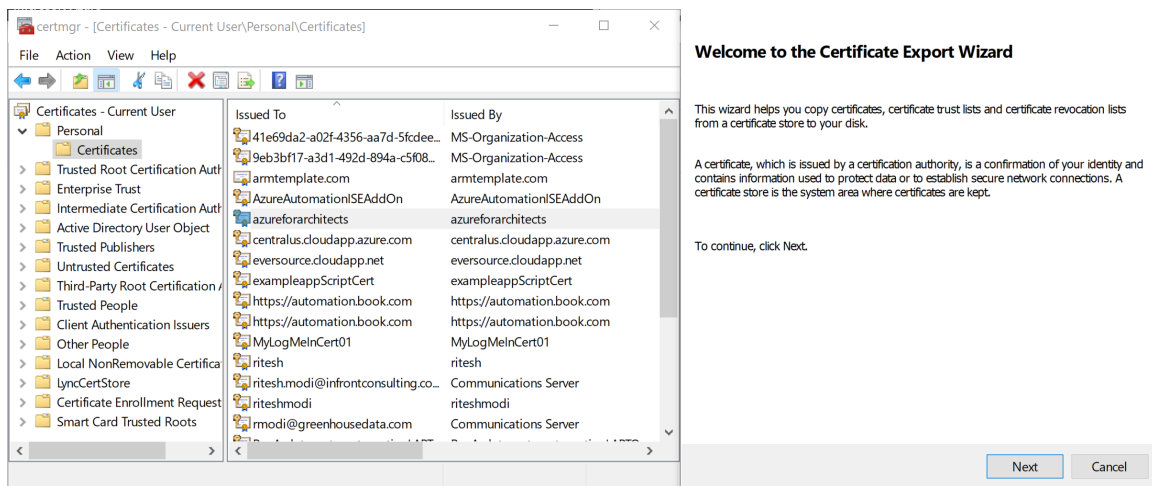 certmgr - [Certificates - Current User\Personal\Certificates]
File Action View Help
Certificates - Current User
Personal
Certificates
Trusted Root Certification Auth
Enterprise Trust
Intermediate Certification Auth
Active Directory User Object
Trusted Publishers
Untrusted Certificates
Third-Party Root Certification
Trusted People
Client Authentication Issuers
Other People
Local NonRemovable Certifica
LyncCertStore
Certificate Enrollment Request
Smart Card Trusted Roots
Issued To Issued By
41e69da2-a02f-4356-aa7d-5fcdee... MS-Organization-Access
9eb3bf17-a3d1-492d-894a-c5f08... MS-Organization-Access
armtemplate.com armtemplate.com
AzureAutomationISEAddOn AzureAutomationISEAddOn
azureforarchitects azureforarchitects
centralus.cloudapp.azure.com centralus.cloudapp.azure.com
eversource.cloudapp.net eversource.cloudapp.net
exampleappScriptCert exampleappScriptCert
https://automation.book.com https://automation.book.com
https://automation.book.com https://automation.book.com
MyLogMeInCert01 MyLogMeInCert01
ritesh ritesh
ritesh.modi@infrontconsulting.co... Communications Server
riteshmodi riteshmodi
rmodi@greenhousedata.com Communications Server
Welcome to the Certificate Export Wizard
This wizard helps you copy certificates, certificate trust lists and certificate revocation lists
from a certificate store to your disk.
A certificate, which is issued by a certification authority, is a confirmation of your identity and
contains information used to protect data or to establish secure network connections. A
certificate store is the system area where certificates are kept.
To continue, click Next.
Next Cancel